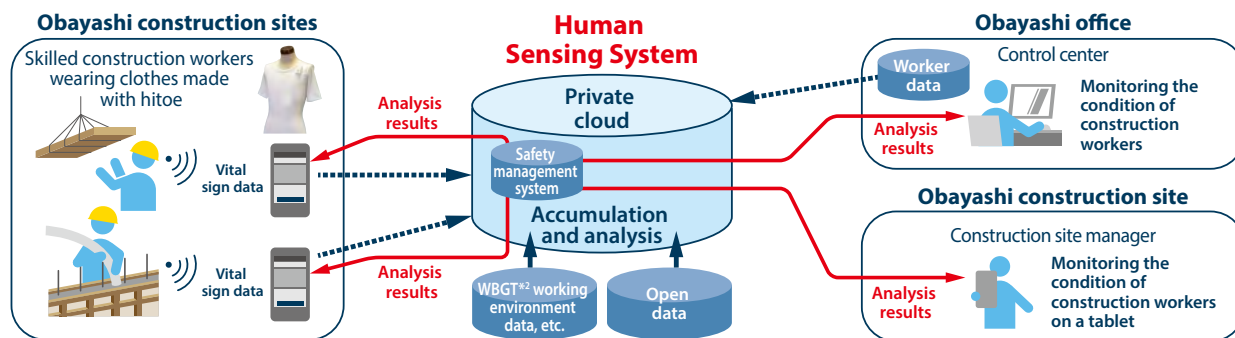 Obayashi construction sites
Skilled construction workers
wearing clothes made
with hitoe
Vital
sign data
Vital
sign data
Analysis
results
Analysis
results
Human
Sensing System
Private
cloud
Safety
management
system
Accumulation
and analysis
WBGT*2 working
environment
data, etc.
Open
data
Worker
data
Obayashi office
Control center
Monitoring the
condition of
construction
workers
Analysis
results
Obayashi construction site
Construction site manager
Monitoring the
condition of
construction workers
on a tablet
Analysis
results